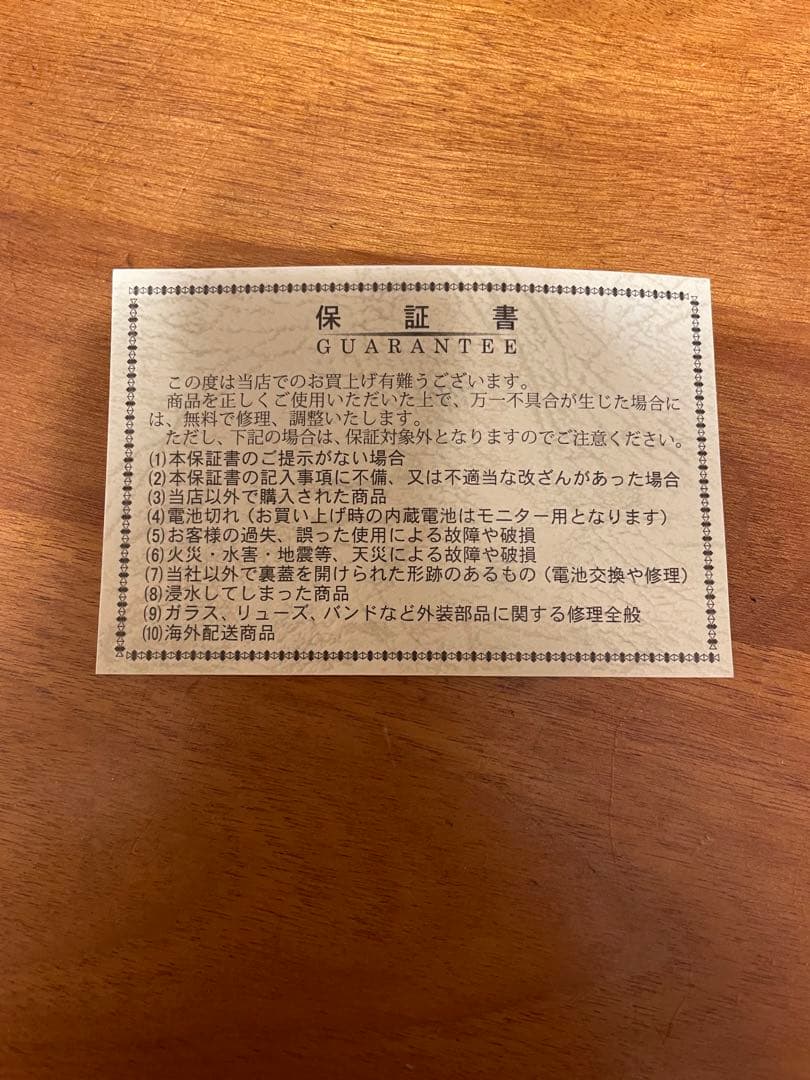 保証書
GUARANTEE
この度は当店でのお買上げ有難うございます。
商品を正しくご使用いただいた上で、万一不具合が生じた場合に
は、無料で修理、調整いたします。
ただし、下記の場合は、保証対象外となりますのでご注意ください。
(1)本保証書のご提示がない場合
(2)本保証書の記入事項に不備、又は不適当な改ざんがあった場合
(3)当店以外で購入された商品
(4)電池切れ（お買い上げ時の内蔵電池はモニター用となります）
(5)お客様の過失、誤った使用による故障や破損
(6)火災・水害・地震等、天災による故障や破損
(7)当社以外で裏蓋を開けられた形跡のあるもの（電池交換や修理）
(8)浸水してしまった商品
(9)ガラス、リューズ、バンドなど外装部品に関する修理全般
(10)海外配送商品